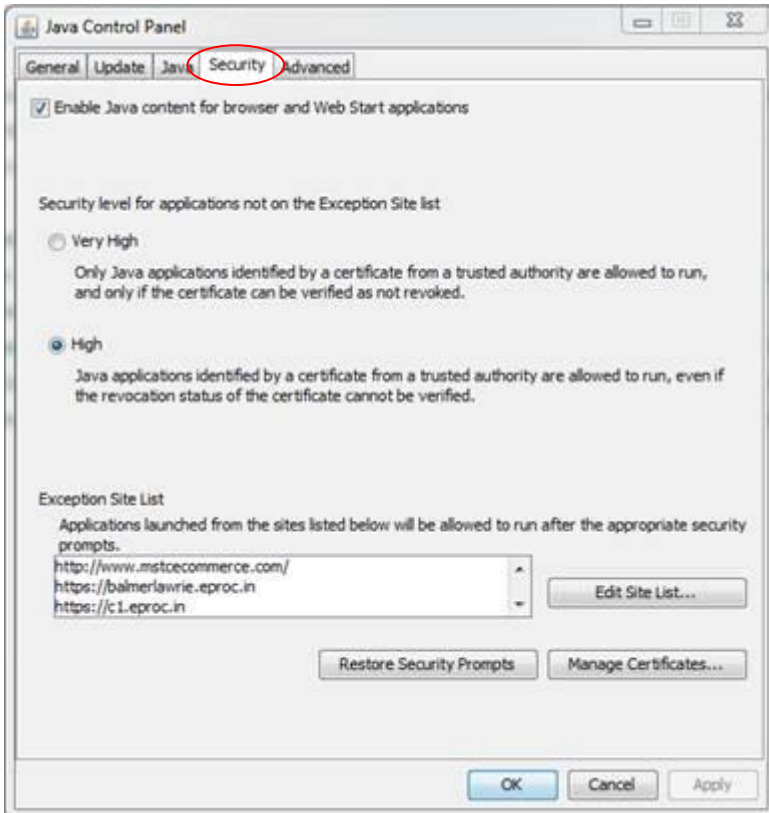 Java Control Panel
General Update Java Security Advanced
Enable Java content for browser and Web Start applications
Security level for applications not on the Exception Site list
Very High
Only Java applications identified by a certificate from a trusted authority are allowed to run,
and only if the certificate can be verified as not revoked.
High
Java applications identified by a certificate from a trusted authority are allowed to run, even if
the revocation status of the certificate cannot be verified.
Exception Site List
Applications launched from the sites listed below will be allowed to run after the appropriate security
prompts.
http://www.mstcecommerce.com/
https://balmerlawrie.eproc.in
https://c1.eproc.in
Edit Site List...
Restore Security Prompts Manage Certificates...
OK Cancel Apply